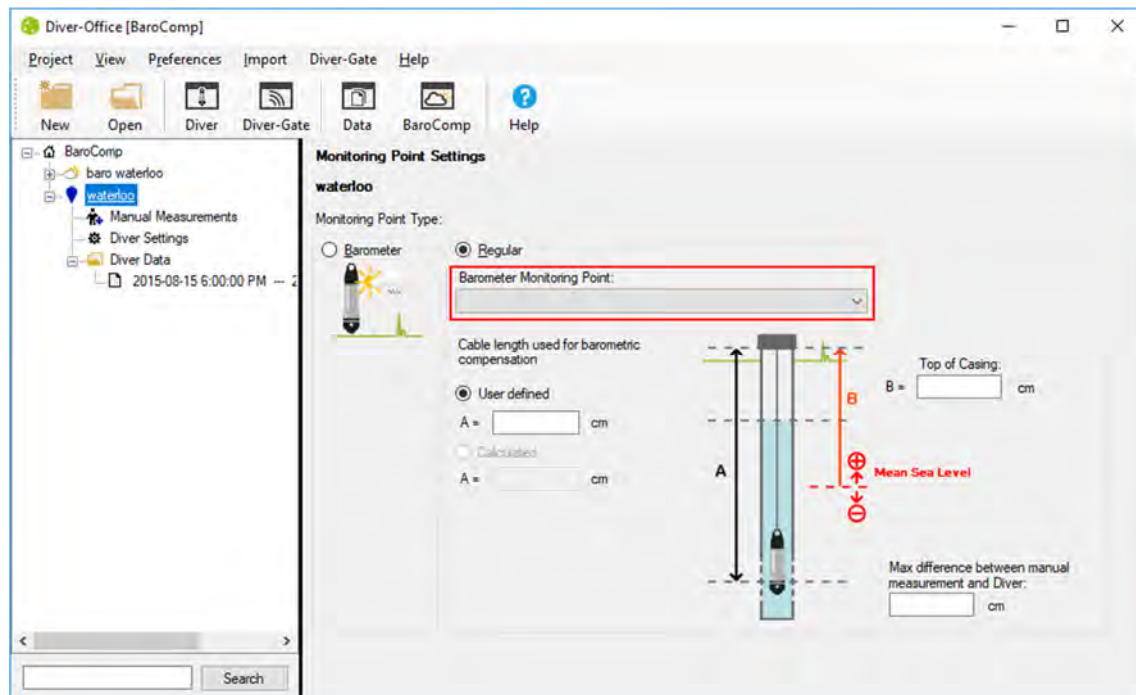 Diver-Office [BaroComp]
Project View Preferences Import Diver-Gate Help
New Open Diver Diver-Gate Data BaroComp Help
BaroComp
baro waterloo
waterloo
Manual Measurements
Diver Settings
Diver Data
2015-08-15 6:00:00 PM --- 2
Search
Monitoring Point Settings
waterloo
Monitoring Point Type:
Barometer
Regular
Barometer Monitoring Point:
Cable length used for barometric
compensation
User defined
A = cm
Calculated
A = cm
A
B
Top of Casing:
B = cm
Mean Sea Level
Max difference between manual
measurement and Diver:
cm